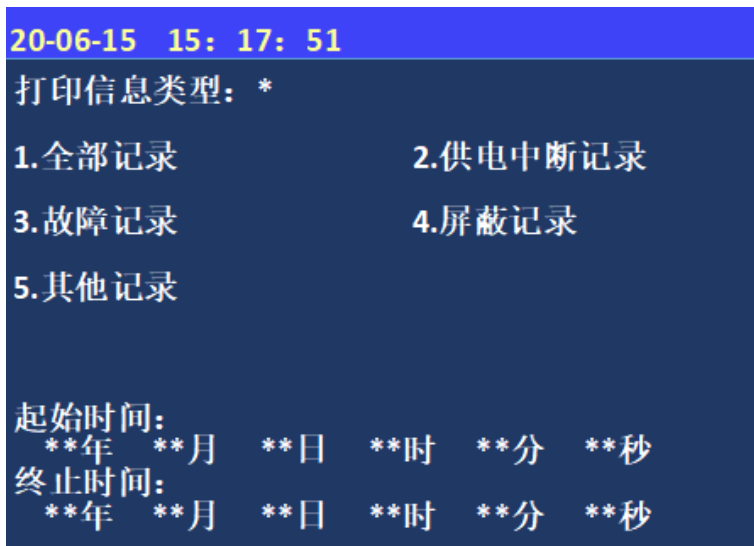 20-06-15 15：17：51
打印信息类型：*
1.全部记录 2.供电中断记录
3.故障记录 4.屏蔽记录
5.其他记录
起始时间：
**年 **月 **日 **时 **分 **秒
终止时间：
**年 **月 **日 **时 **分 **秒